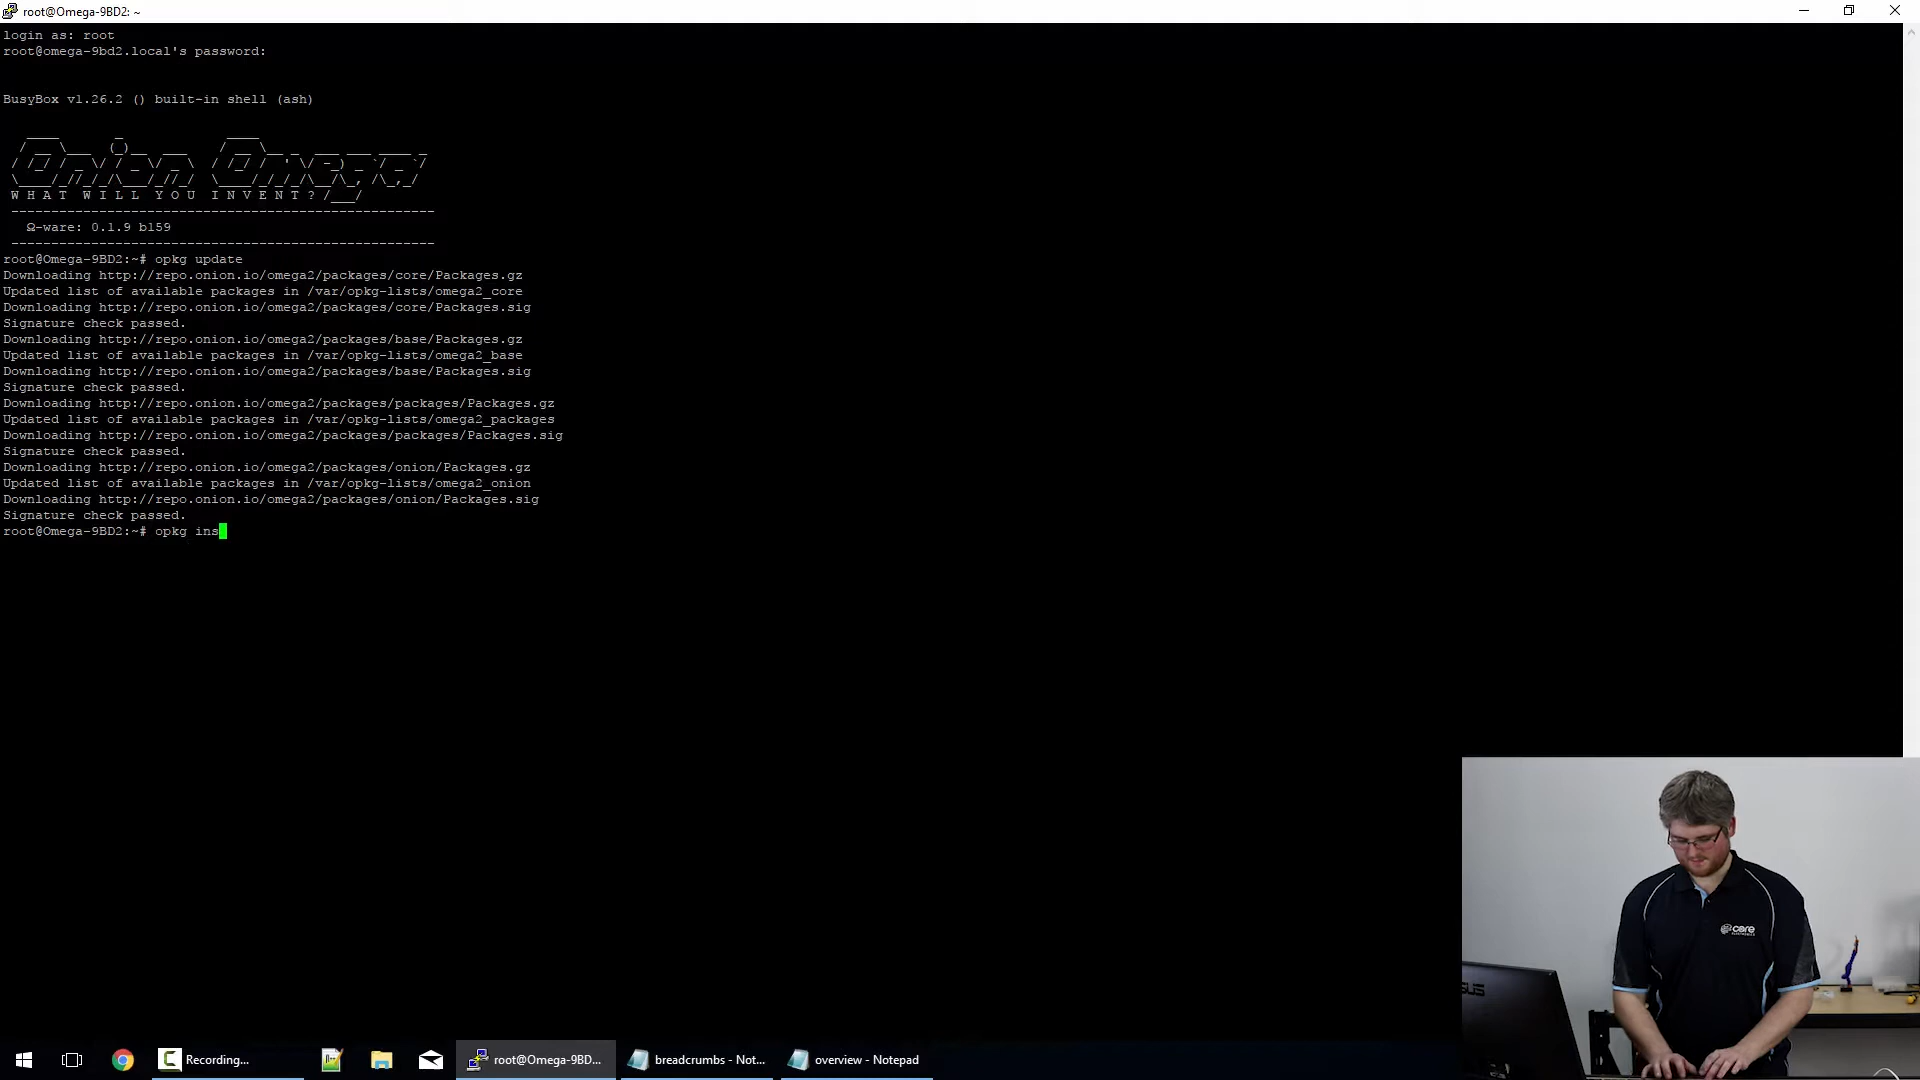 root@Omega-9BD2: ~
login as: root
root@omega-9bd2.local's password:
BusyBox v1.26.2 () built-in shell (ash)
Onion Omega
W H A T W I L L Y O U I N V E N T ?
Ω-ware: 0.1.9 b159
root@Omega-9BD2:~# opkg update
Downloading http://repo.onion.io/omega2/packages/core/Packages.gz
Updated list of available packages in /var/opkg-lists/omega2_core
Downloading http://repo.onion.io/omega2/packages/core/Packages.sig
Signature check passed.
Downloading http://repo.onion.io/omega2/packages/base/Packages.gz
Updated list of available packages in /var/opkg-lists/omega2_base
Downloading http://repo.onion.io/omega2/packages/base/Packages.sig
Signature check passed.
Downloading http://repo.onion.io/omega2/packages/packages/Packages.gz
Updated list of available packages in /var/opkg-lists/omega2_packages
Downloading http://repo.onion.io/omega2/packages/packages/Packages.sig
Signature check passed.
Downloading http://repo.onion.io/omega2/packages/onion/Packages.gz
Updated list of available packages in /var/opkg-lists/omega2_onion
Downloading http://repo.onion.io/omega2/packages/onion/Packages.sig
Signature check passed.
root@Omega-9BD2:~# opkg ins
core
ELECTRONICS
Recording...
root@Omega-9BD...
breadcrumbs - Not...
overview - Notepad